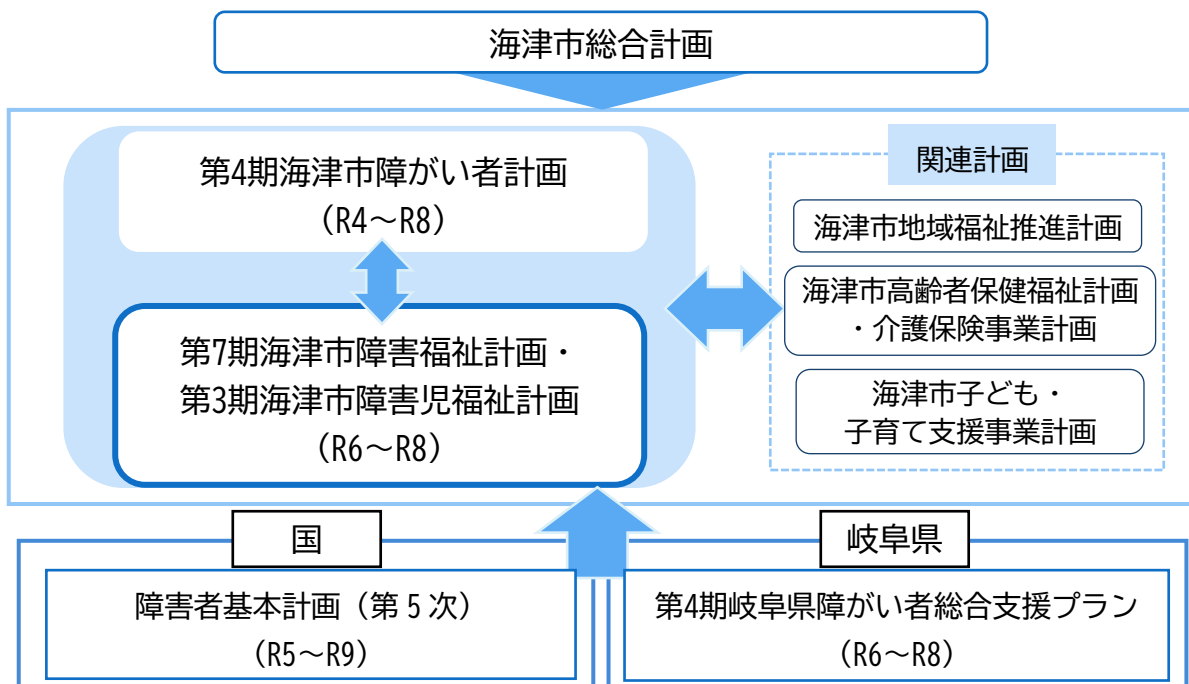 海津市総合計画
第4期海津市障がい者計画
（R4～R8）
第7期海津市障害福祉計画・
第3期海津市障害児福祉計画
（R6～R8）
関連計画
海津市地域福祉推進計画
海津市高齢者保健福祉計画
・介護保険事業計画
海津市子ども・
子育て支援事業計画
国
障害者基本計画（第５次）
（R5～R9）
岐阜県
第4期岐阜県障がい者総合支援プラン
（R6～R8）